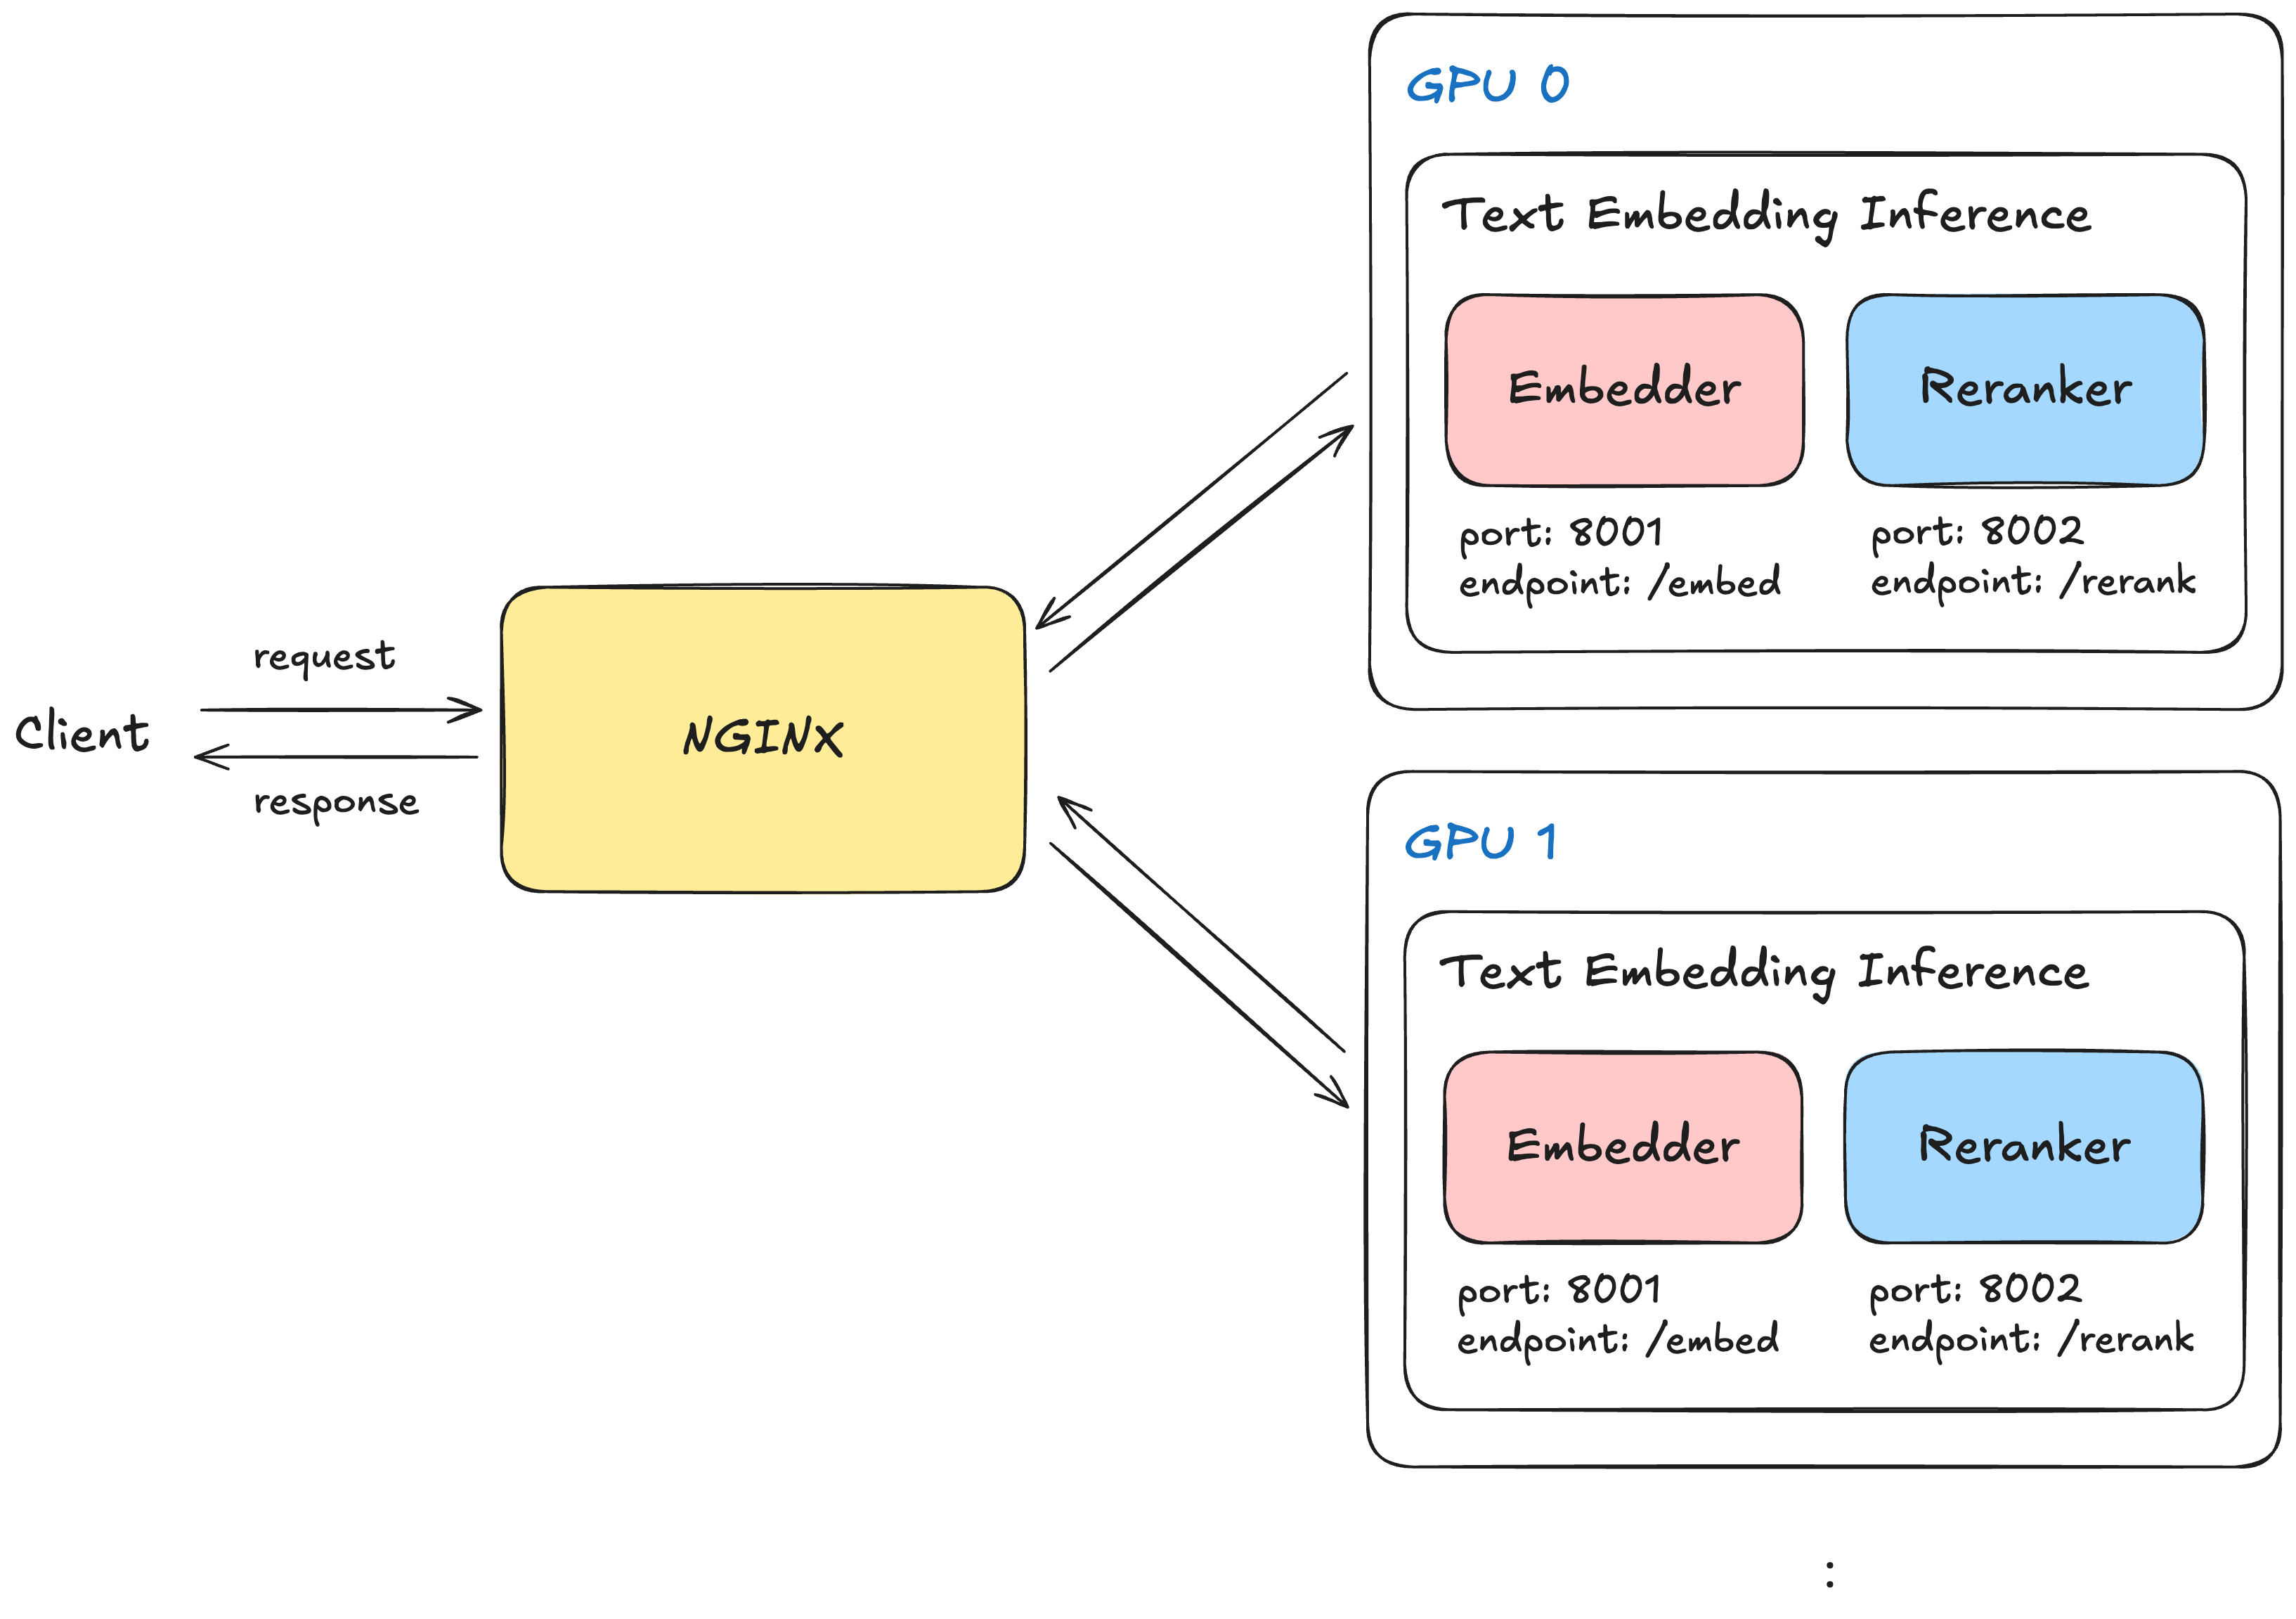 Client
request
response
NGINX
GPU 0
Text Embedding Inference
Embedder
port: 8001
endpoint: /embed
Reranker
port: 8002
endpoint: /rerank
GPU 1
Text Embedding Inference
Embedder
port: 8001
endpoint: /embed
Reranker
port: 8002
endpoint: /rerank
: